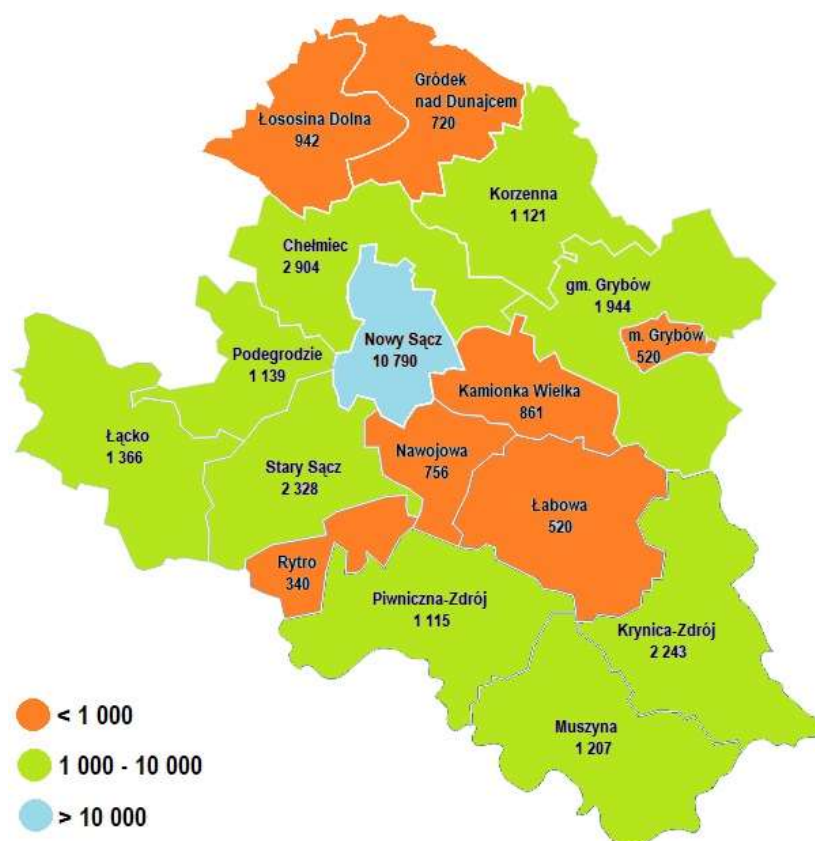 Gródek
nad Dunajcem
720
Łososina Dolna
942
Korzenna
1 121
Chełmiec
2 904
gm. Grybów
1 944
m. Grybów
520
Nowy Sącz
10 790
Podegrodzie
1 139
Kamionka Wielka
861
Łącko
1 366
Nawojowa
756
Stary Sącz
2 328
Łabowa
520
Rytro
340
Piwniczna-Zdrój
1 115
Krynica-Zdrój
2 243
Muszyna
1 207
< 1 000
1 000 - 10 000
> 10 000